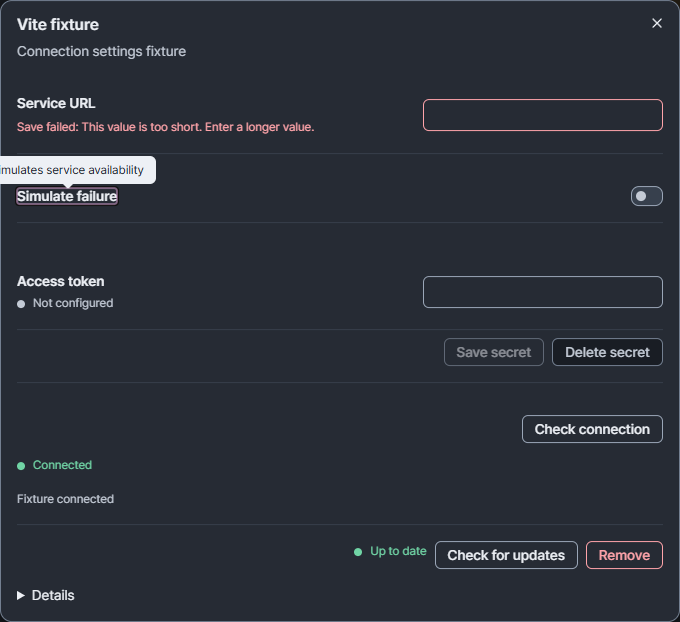 Vite fixture
Connection settings fixture
Service URL
Save failed: This value is too short. Enter a longer value.
service availability
Simulate failure
Access token
Not configured
Save secret
Delete secret
Check connection
Connected
Fixture connected
Up to date
Check for updates
Remove
Details